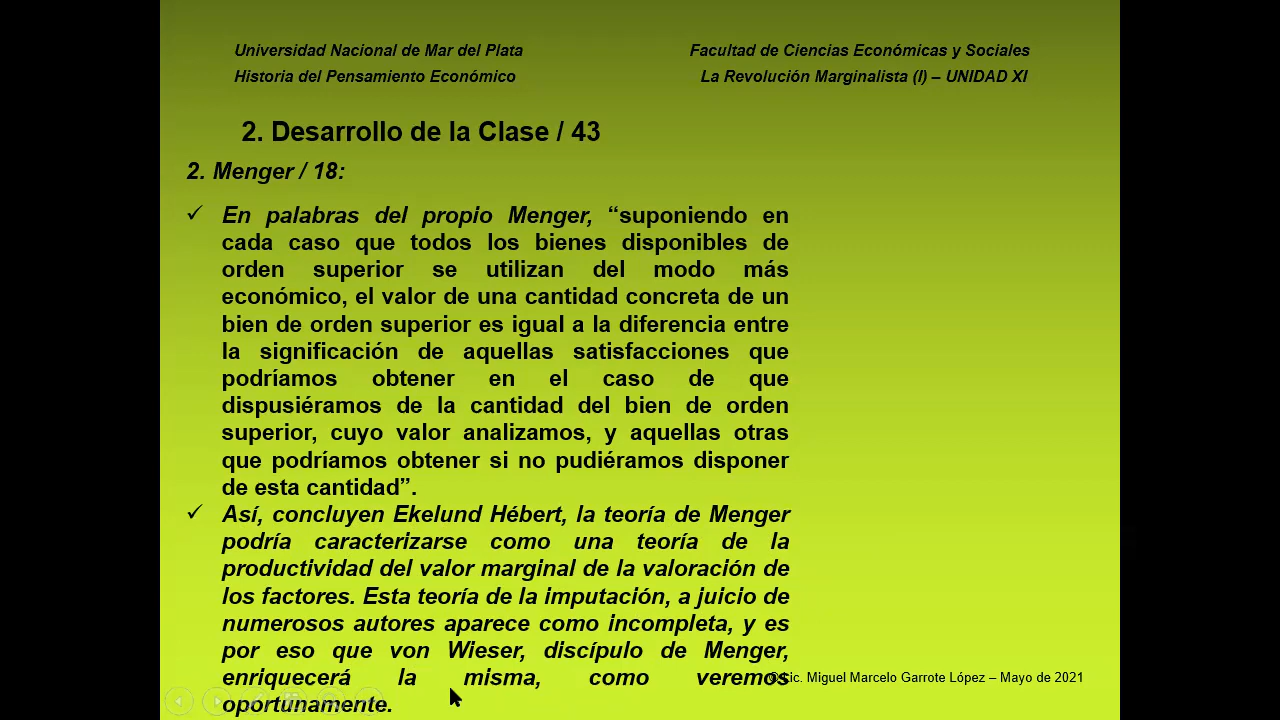 Universidad Nacional de Mar del Plata
Facultad de Ciencias Económicas y Sociales
Historia del Pensamiento Económico
La Revolución Marginalista (I) – UNIDAD XI
2. Desarrollo de la Clase / 43
2. Menger / 18:
✓ En palabras del propio Menger, “suponiendo en
cada caso que todos los bienes disponibles de
orden superior se utilizan del modo más
económico, el valor de una cantidad concreta de un
bien de orden superior es igual a la diferencia entre
la significación de aquellas satisfacciones que
podríamos obtener en el caso de que
dispusiéramos de la cantidad del bien de orden
superior, cuyo valor analizamos, y aquellas otras
que podríamos obtener si no pudiéramos disponer
de esta cantidad”.
✓ Así, concluyen Ekelund Hébert, la teoría de Menger
podría caracterizarse como una teoría de la
productividad del valor marginal de la valoración de
los factores. Esta teoría de la imputación, a juicio de
numerosos autores aparece como incompleta, y es
por eso que von Wieser, discípulo de Menger,
enriquecerá la misma, como veremos
oportunamente.
© Lic. Miguel Marcelo Garrote López – Mayo de 2021